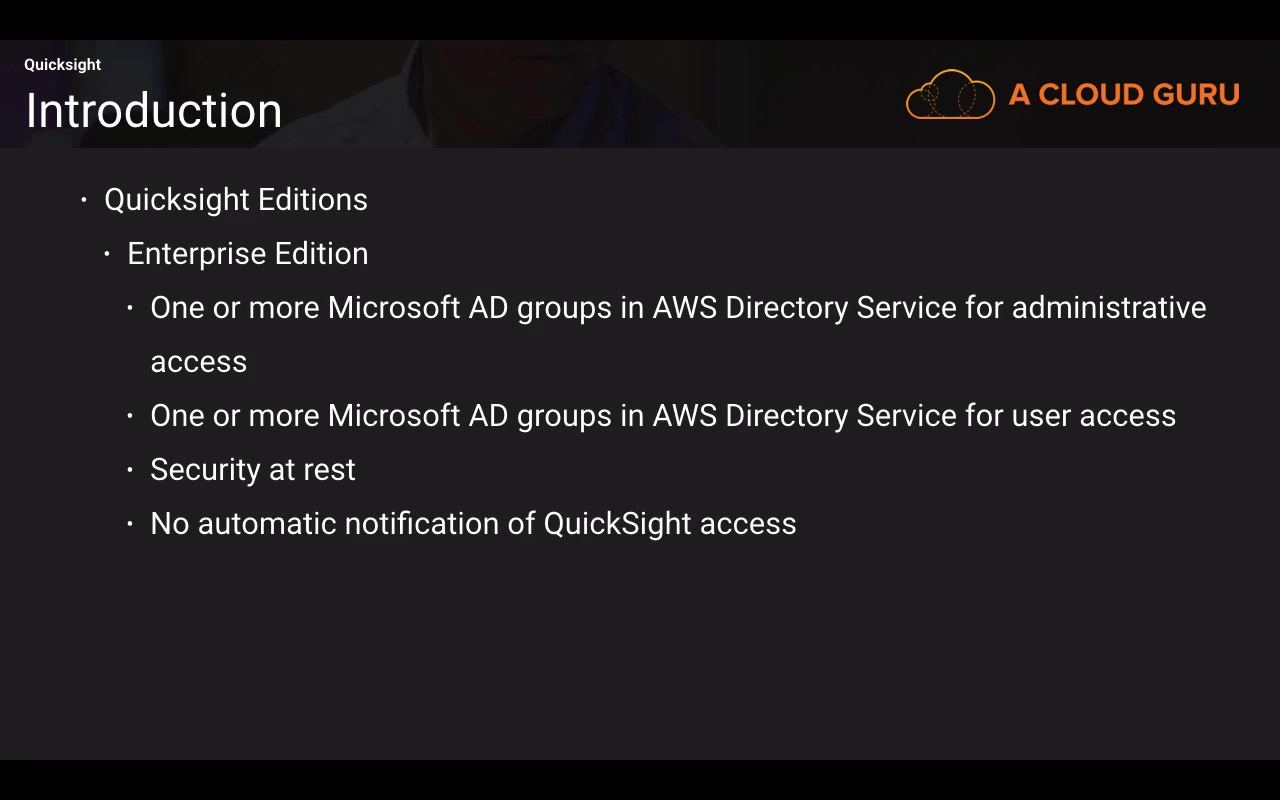 Quicksight
Introduction
A CLOUD GURU
· Quicksight Editions
· Enterprise Edition
· One or more Microsoft AD groups in AWS Directory Service for administrative
access
· One or more Microsoft AD groups in AWS Directory Service for user access
· Security at rest
· No automatic notification of QuickSight access